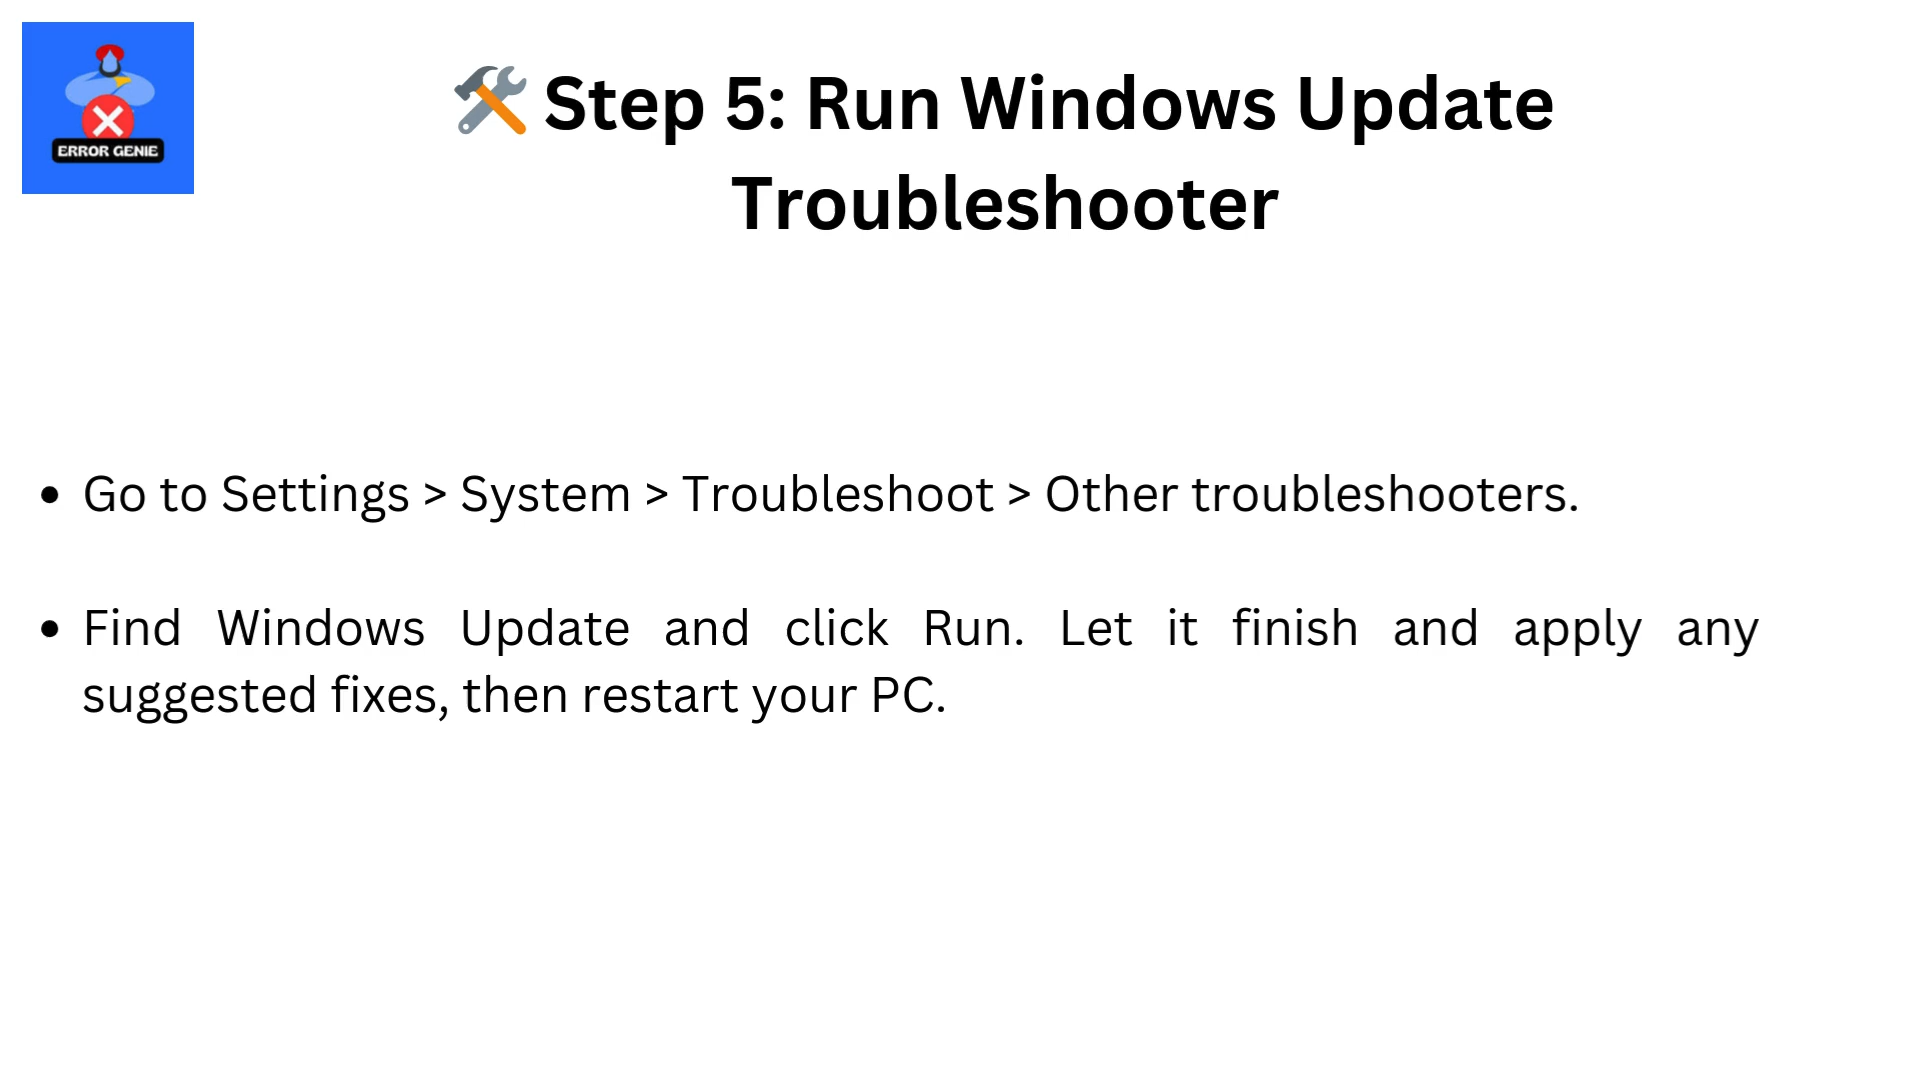 ERROR GENIE
🛠️ Step 5: Run Windows Update
Troubleshooter
• Go to Settings > System > Troubleshoot > Other troubleshooters.
• Find Windows Update and click Run. Let it finish and apply any
suggested fixes, then restart your PC.